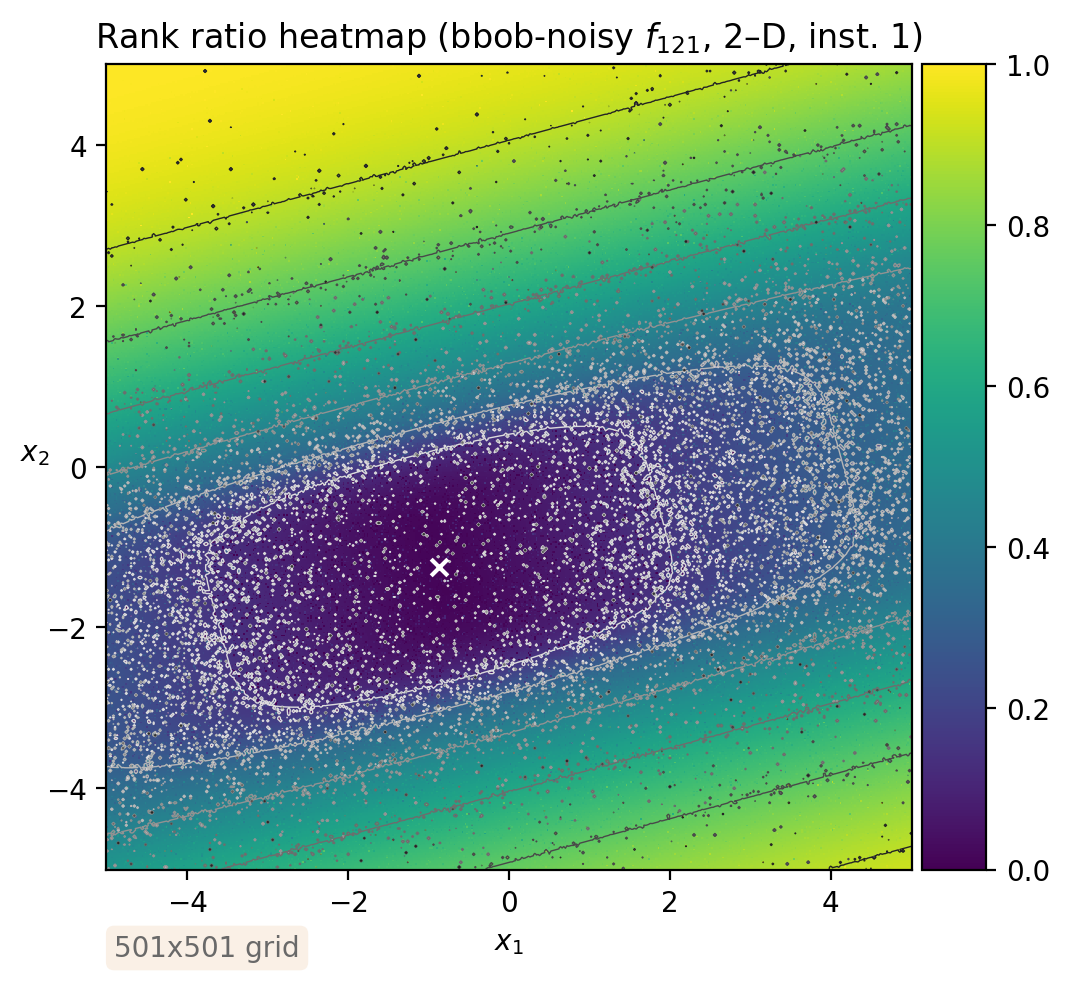 Rank ratio heatmap (bbob-noisy f₁₂₁, 2–D, inst. 1)
1.0
4
0.8
2
0.6
x₂
0
0.4
−2
0.2
−4
0.0
−4 −2 0 2 4
501x501 grid
x₁